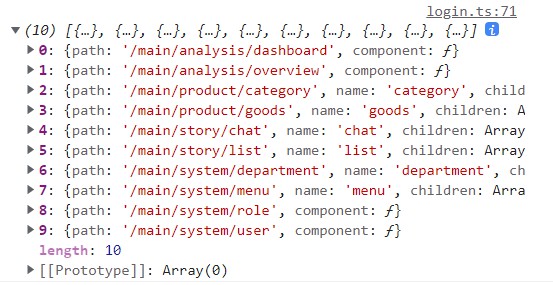 login.ts:71
▼ (10) [{…}, {…}, {…}, {…}, {…}, {…}, {…}, {…}, {…}, {…}] i
▶ 0: {path: '/main/analysis/dashboard', component: ƒ}
▶ 1: {path: '/main/analysis/overview', component: ƒ}
▶ 2: {path: '/main/product/category', name: 'category', child
▶ 3: {path: '/main/product/goods', name: 'goods', children: A
▶ 4: {path: '/main/story/chat', name: 'chat', children: Array
▶ 5: {path: '/main/story/list', name: 'list', children: Array
▶ 6: {path: '/main/system/department', name: 'department', ch
▶ 7: {path: '/main/system/menu', name: 'menu', children: Arra
▶ 8: {path: '/main/system/role', component: ƒ}
▶ 9: {path: '/main/system/user', component: ƒ}
length: 10
▶ [[Prototype]]: Array(0)